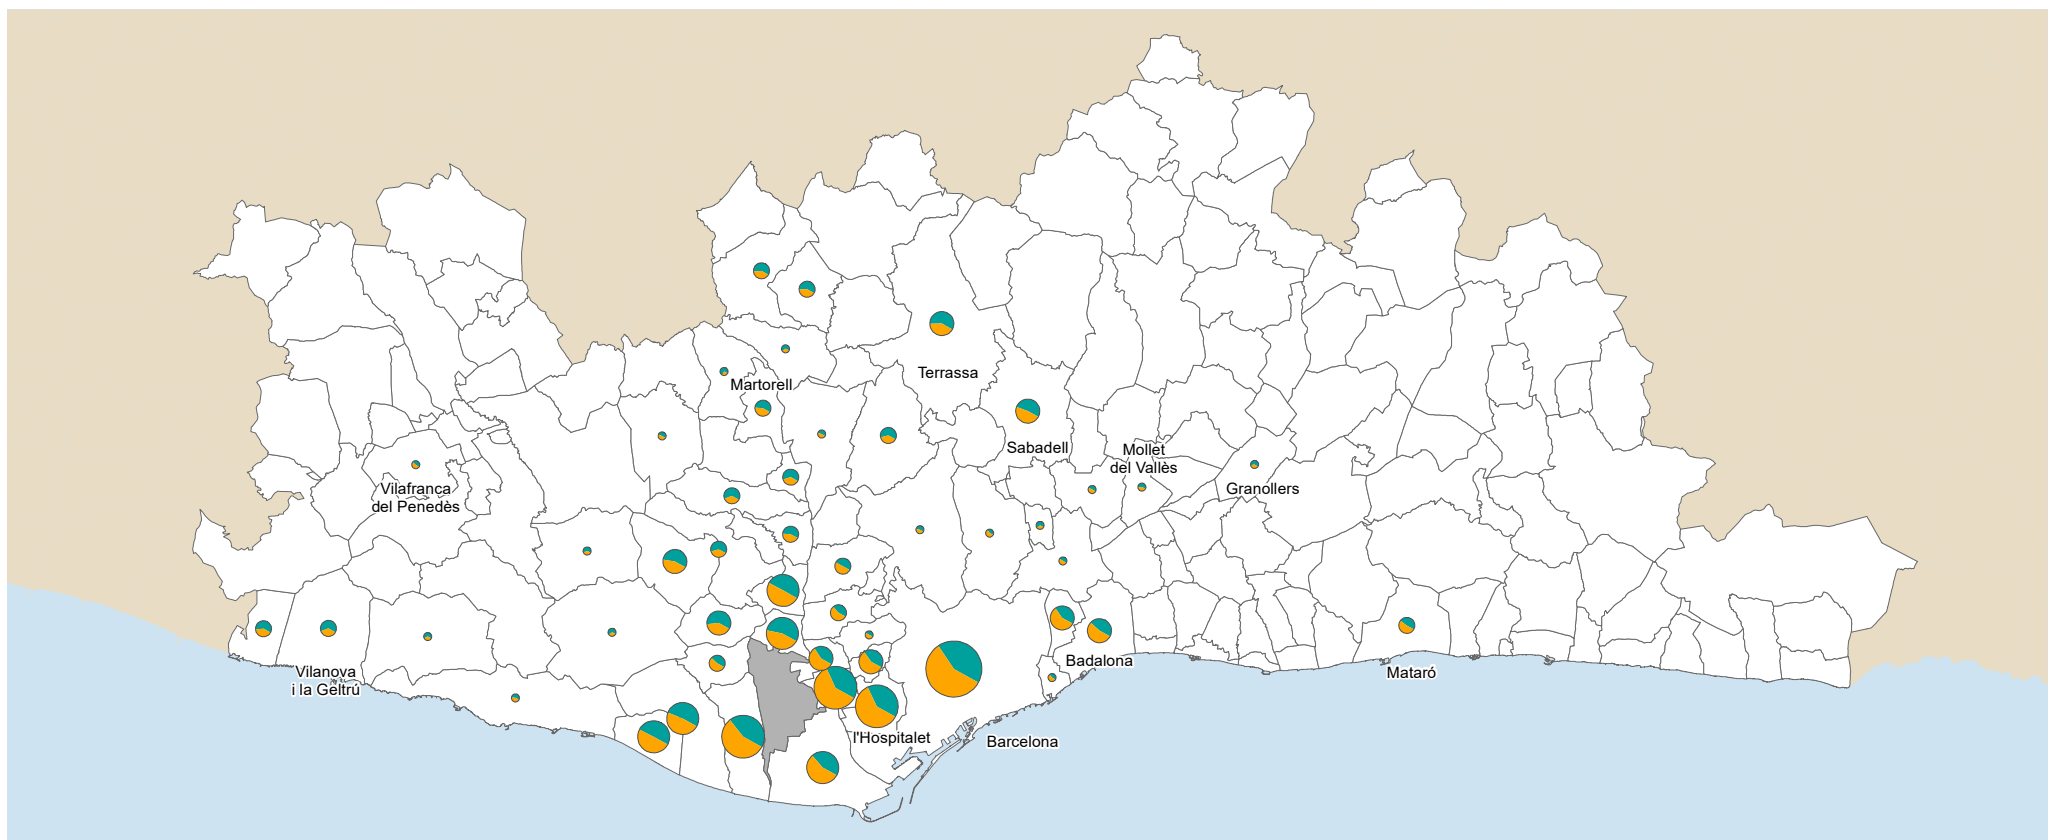 Terrassa
Martorell
Sabadell
Mollet
del Vallès
Granollers
Vilafranca
del Penedès
Badalona
Mataró
Vilanova
i la Geltrú
l'Hospitalet
Barcelona